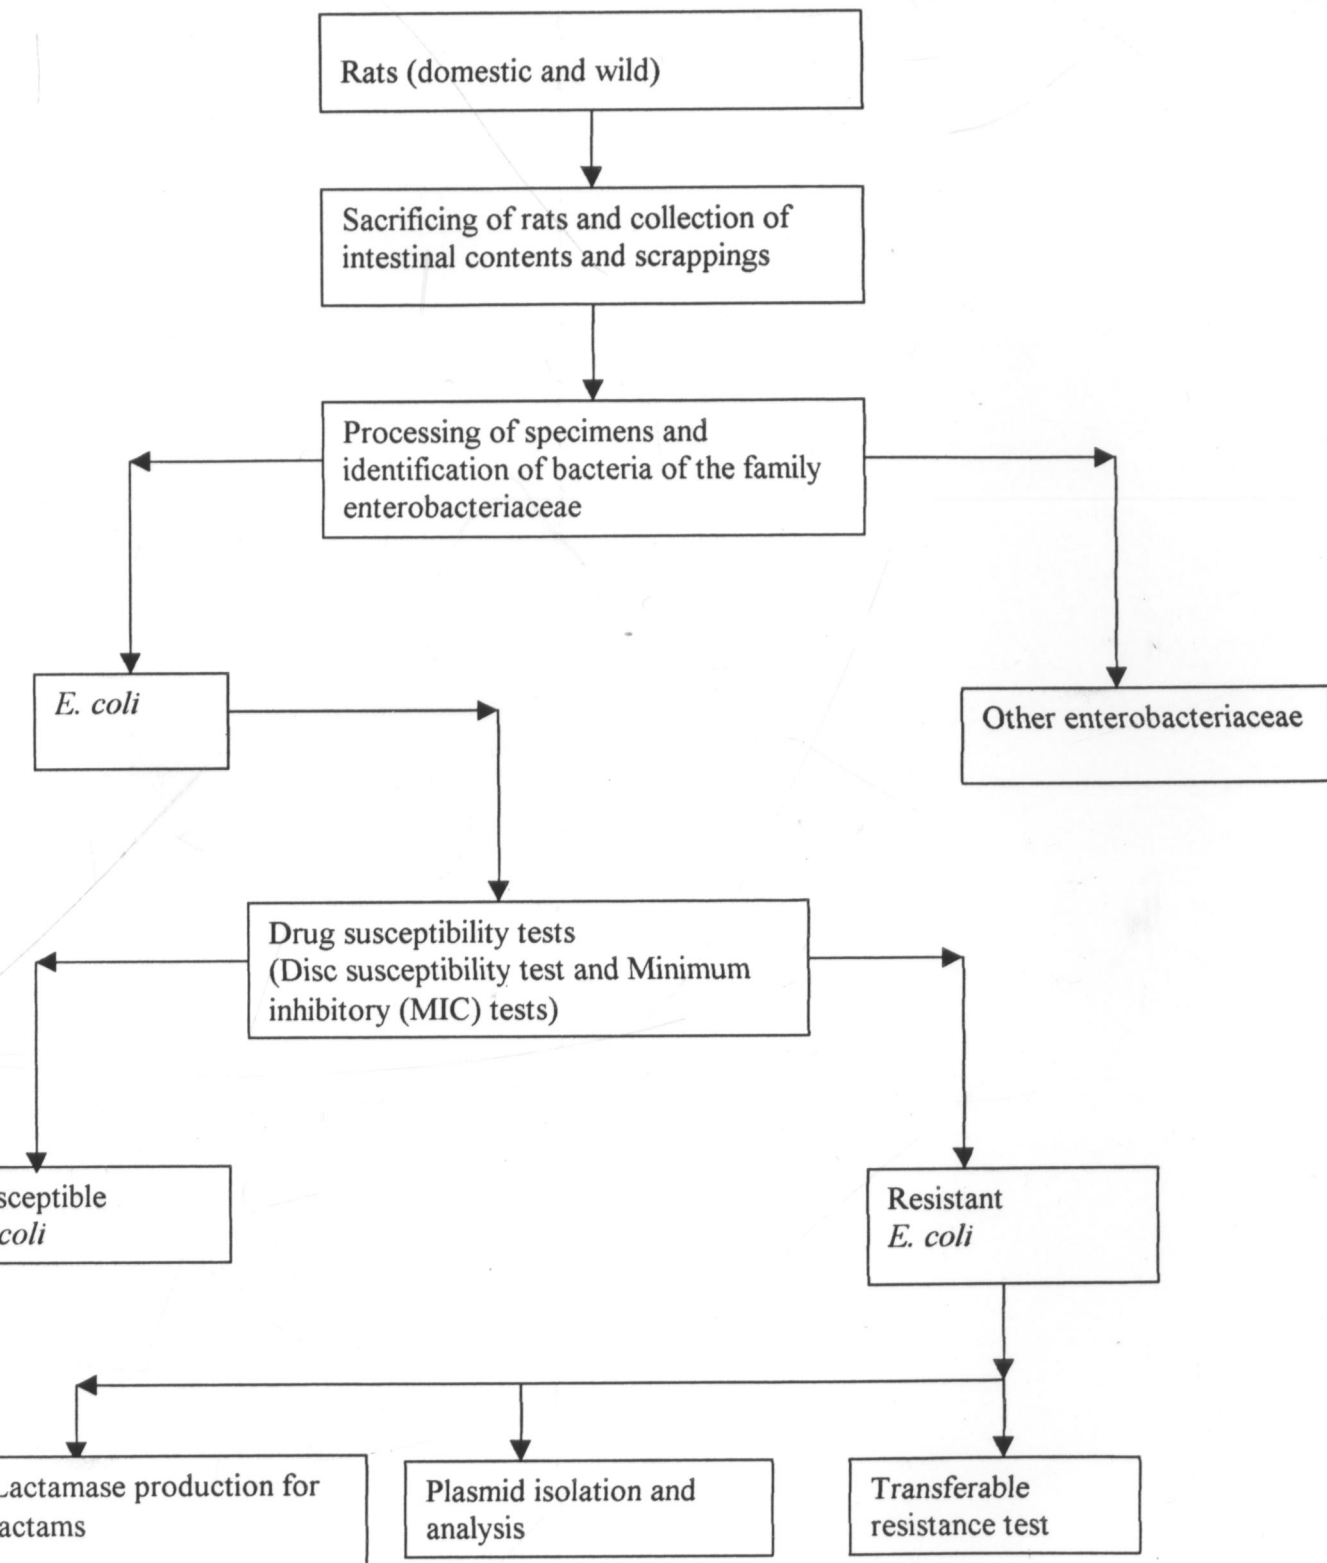 Rats (domestic and wild)
Sacrificing of rats and collection of
intestinal contents and scrappings
Processing of specimens and
identification of bacteria of the family
enterobacteriaceae
E. coli
Other enterobacteriaceae
Drug susceptibility tests
(Disc susceptibility test and Minimum
inhibitory (MIC) tests)
sceptible
coli
Resistant
E. coli
Lactamase production for
actams
Plasmid isolation and
analysis
Transferable
resistance test